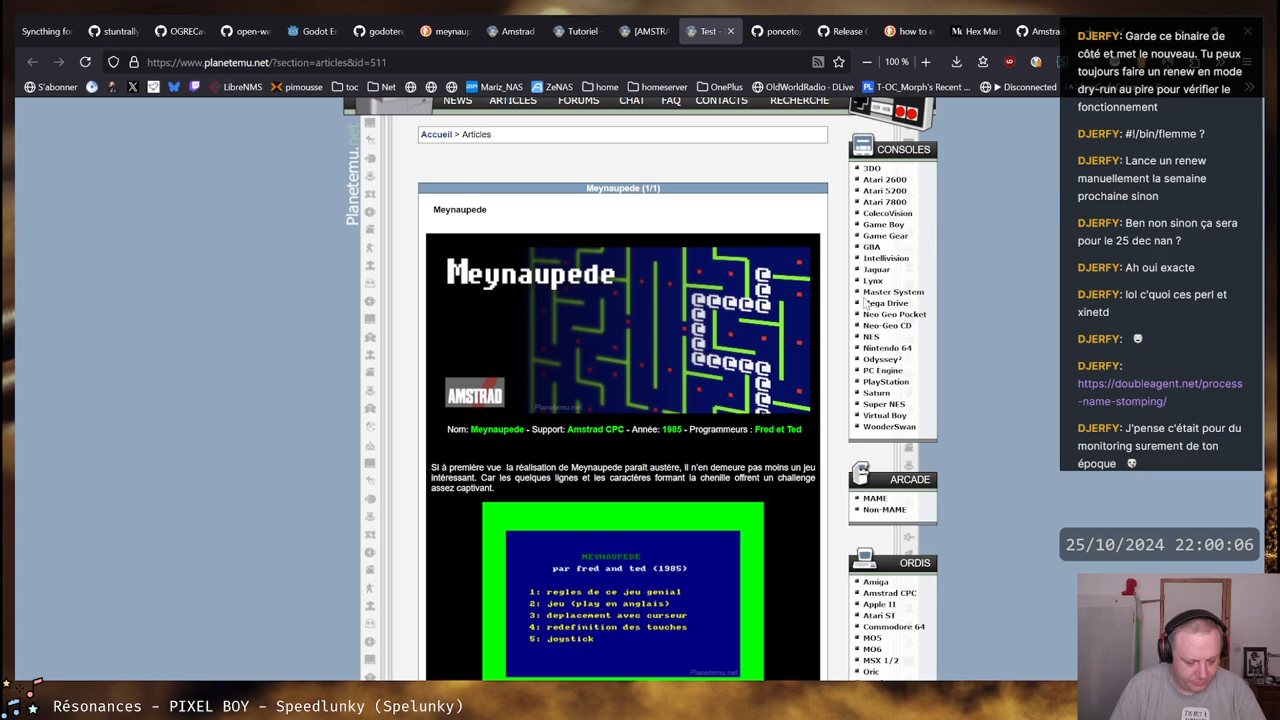 Syncthing fo
stuntrally
OGRECa
open-we
Godot E
godoten
meynau
Amstrad
Tutoriel
[AMSTRA
Test -
ponceto/
Release
how to e
Hex Mar
Amstra
https://www.planetemu.net/?section=articles&id=511
100 %
S'abonner
toc
Net
LibreNMS
pimousse
Mariz_NAS
ZeNAS
home
homeserver
OnePlus
OldWorldRadio - DLive
T-OC_Morph's Recent ...
Disconnected
NEWS
ARTICLES
FORUMS
CHAT
FAQ
CONTACTS
RECHERCHE
Planetemu.net
Accueil > Articles
Meynaupede (1/1)
Meynaupede
Meynaupede
AMSTRAD
Planetemu.net
Nom: Meynaupede - Support: Amstrad CPC - Année: 1985 - Programmeurs : Fred et Ted
Si à première vue la réalisation de Meynaupede paraît austère, il n'en demeure pas moins un jeu
intéressant. Car les quelques lignes et les caractères formant la chenille offrent un challenge
assez captivant.
MEYNAUPEDE
par fred and ted (1985)
1: regles de ce jeu genial
2: jeu (play en anglais)
3: deplacement avec curseur
4: redefinition des touches
5: joystick
Planetemu.net
CONSOLES
3DO
Atari 2600
Atari 5200
Atari 7800
ColecoVision
Game Boy
Game Gear
GBA
Intellivision
Jaguar
Lynx
Master System
Mega Drive
Neo Geo Pocket
Neo-Geo CD
NES
Nintendo 64
Odyssey²
PC Engine
PlayStation
Saturn
Super NES
Virtual Boy
WonderSwan
ARCADE
MAME
Non-MAME
ORDIS
Amiga
Amstrad CPC
Apple II
Atari ST
Commodore 64
MO5
MO6
MSX 1/2
Oric
DJERFY: Garde ce binaire de
côté et met le nouveau. Tu peux
toujours faire un renew en mode
dry-run au pire pour vérifier le
fonctionnement
DJERFY: #!/bin/flemme ?
DJERFY: Lance un renew
manuellement la semaine
prochaine sinon
DJERFY: Ben non sinon ça sera
pour le 25 dec nan ?
DJERFY: Ah oui exacte
DJERFY: lol c'quoi ces perl et
xinetd
DJERFY:
DJERFY:
https://doubleagent.net/process
-name-stomping/
DJERFY: J'pense c'était pour du
monitoring surement de ton
époque
25/10/2024 22:00:06
Résonances - PIXEL BOY - Speedlunky (Spelunky)